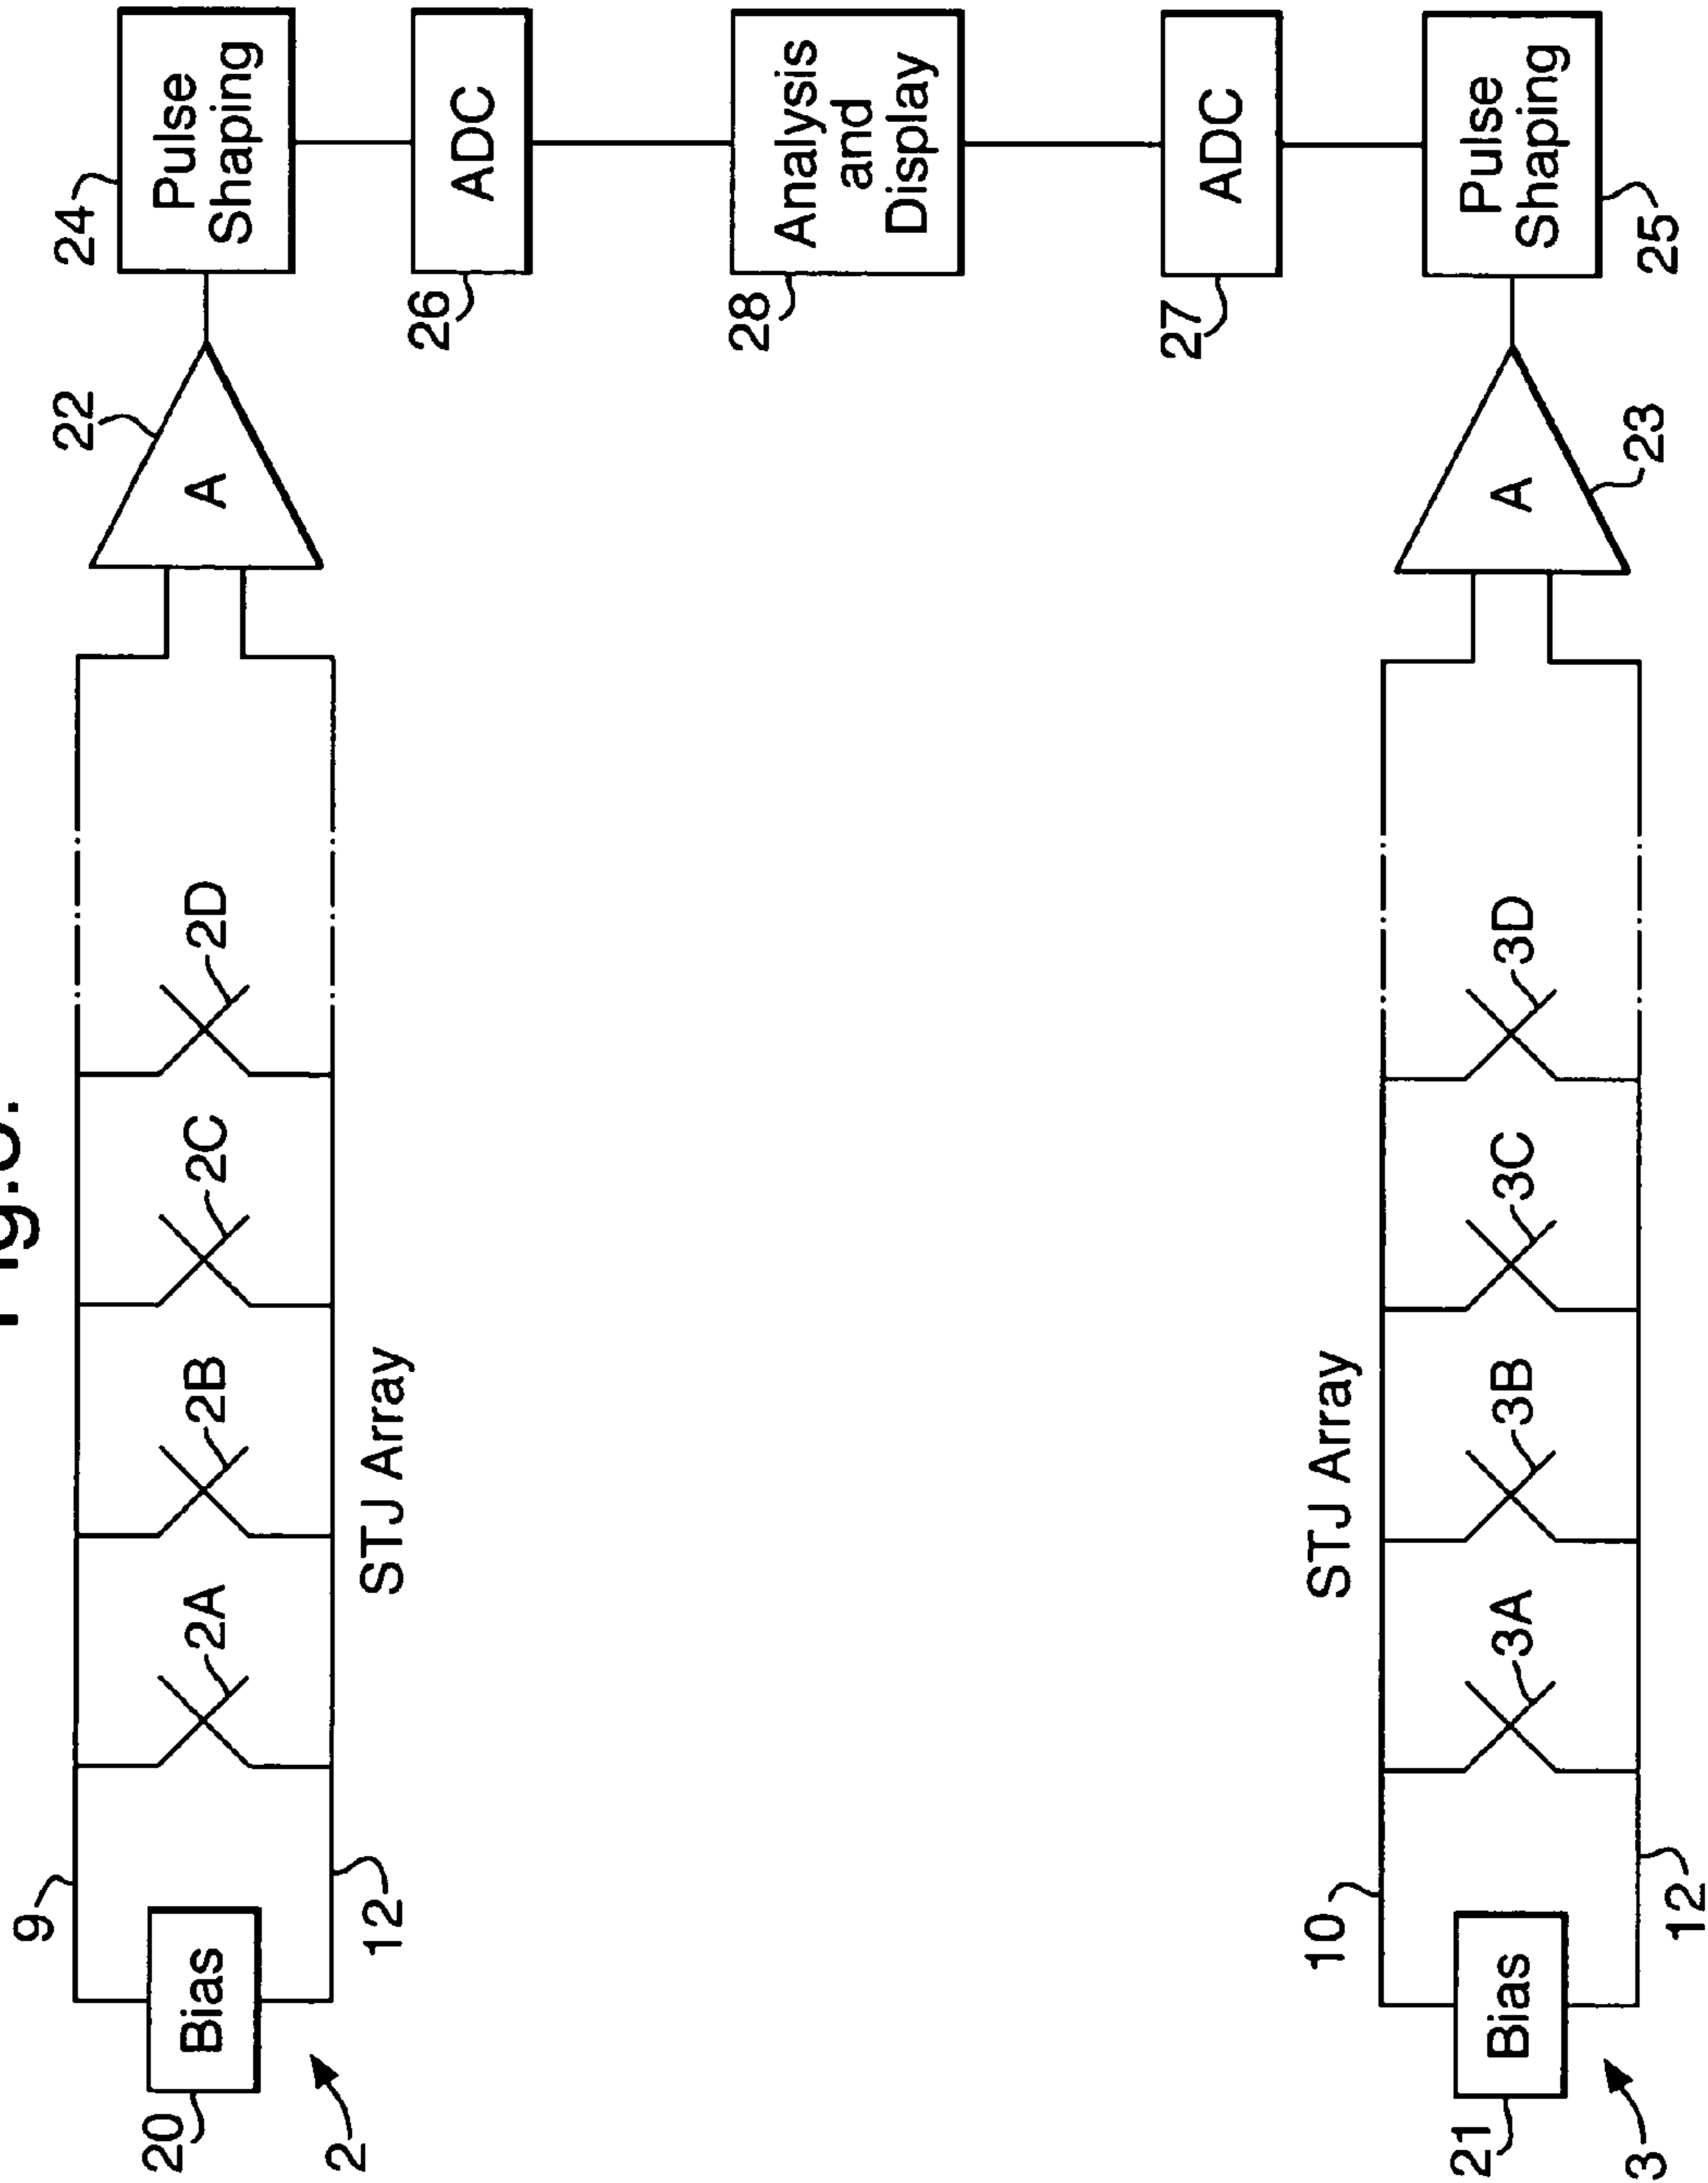 9
22
24
20
Bias
2A
2B
2C
2D
A
Pulse
Shaping
2
12
STJ Array
26
ADC
28
Analysis
and
Display
27
ADC
10
STJ Array
21
Bias
3A
3B
3C
3D
A
Pulse
Shaping
3
12
23
25